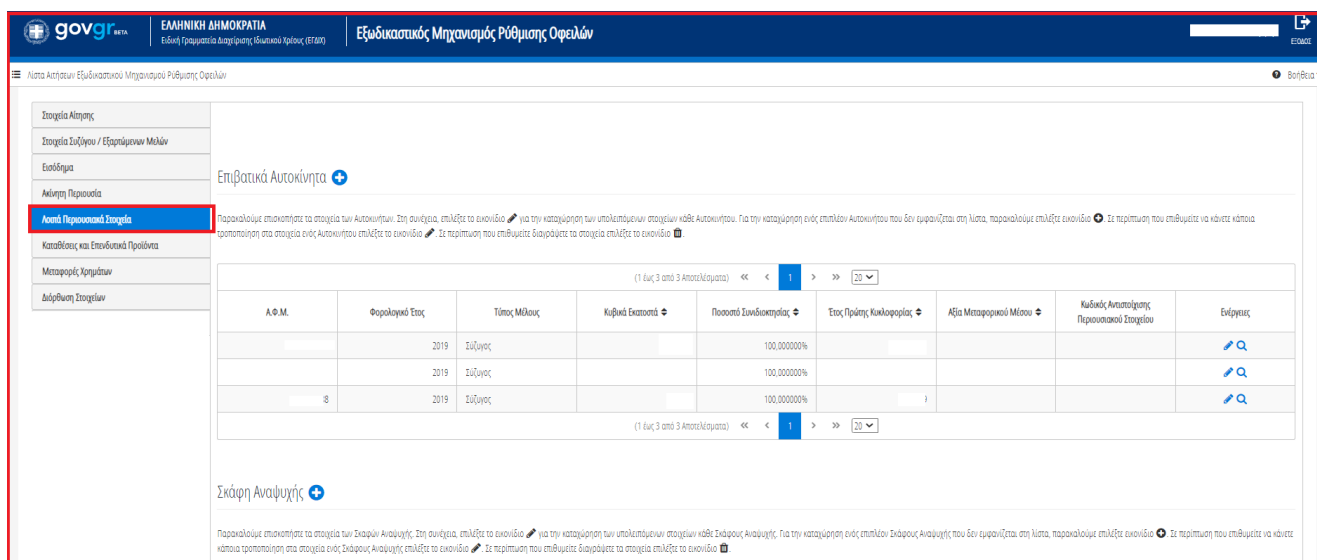 govgr BETA
ΕΛΛΗΝΙΚΗ ΔΗΜΟΚΡΑΤΙΑ
Ειδική Γραμματεία Διαχείρισης Ιδιωτικού Χρέους (ΕΓΔΙΧ)
Εξωδικαστικός Μηχανισμός Ρύθμισης Οφειλών
ΕΞΟΔΟΣ
Λίστα Αιτήσεων Εξωδικαστικού Μηχανισμού Ρύθμισης Οφειλών
Βοήθεια
Στοιχεία Αίτησης
Στοιχεία Συζύγου / Εξαρτώμενων Μελών
Εισόδημα
Ακίνητη Περιουσία
Λοιπά Περιουσιακά Στοιχεία
Καταθέσεις και Επενδυτικά Προϊόντα
Μεταφορές Χρημάτων
Διόρθωση Στοιχείων
Επιβατικά Αυτοκίνητα
Παρακαλούμε επισκοπήστε τα στοιχεία των Αυτοκινήτων. Στη συνέχεια, επιλέξτε το εικονίδιο για την καταχώρηση των υπολειπόμενων στοιχείων κάθε Αυτοκινήτου. Για την καταχώρηση ενός επιπλέον Αυτοκινήτου που δεν εμφανίζεται στη λίστα, παρακαλούμε επιλέξτε εικονίδιο . Σε περίπτωση που επιθυμείτε να κάνετε κάποια
τροποποίηση στα στοιχεία ενός Αυτοκινήτου επιλέξτε το εικονίδιο . Σε περίπτωση που επιθυμείτε διαγράψετε τα στοιχεία επιλέξτε το εικονίδιο .
(1 έως 3 από 3 Αποτελέσματα) « < 1 > » 20
Α.Φ.Μ. Φορολογικό Έτος Τύπος Μέλους Κυβικά Εκατοστά Ποσοστό Συνιδιοκτησίας Έτος Πρώτης Κυκλοφορίας Αξία Μεταφορικού Μέσου Κωδικός Αντιστοίχισης Περιουσιακού Στοιχείου Ενέργειες
2019 Σύζυγος 100,000000%
2019 Σύζυγος 100,000000%
8 2019 Σύζυγος 100,000000%
(1 έως 3 από 3 Αποτελέσματα) « < 1 > » 20
Σκάφη Αναψυχής
Παρακαλούμε επισκοπήστε τα στοιχεία των Σκαφών Αναψυχής. Στη συνέχεια, επιλέξτε το εικονίδιο για την καταχώρηση των υπολειπόμενων στοιχείων κάθε Σκάφους Αναψυχής. Για την καταχώρηση ενός επιπλέον Σκάφους Αναψυχής που δεν εμφανίζεται στη λίστα, παρακαλούμε επιλέξτε εικονίδιο . Σε περίπτωση που επιθυμείτε να κάνετε
κάποια τροποποίηση στα στοιχεία ενός Σκάφους Αναψυχής επιλέξτε το εικονίδιο . Σε περίπτωση που επιθυμείτε διαγράψετε τα στοιχεία επιλέξτε το εικονίδιο .